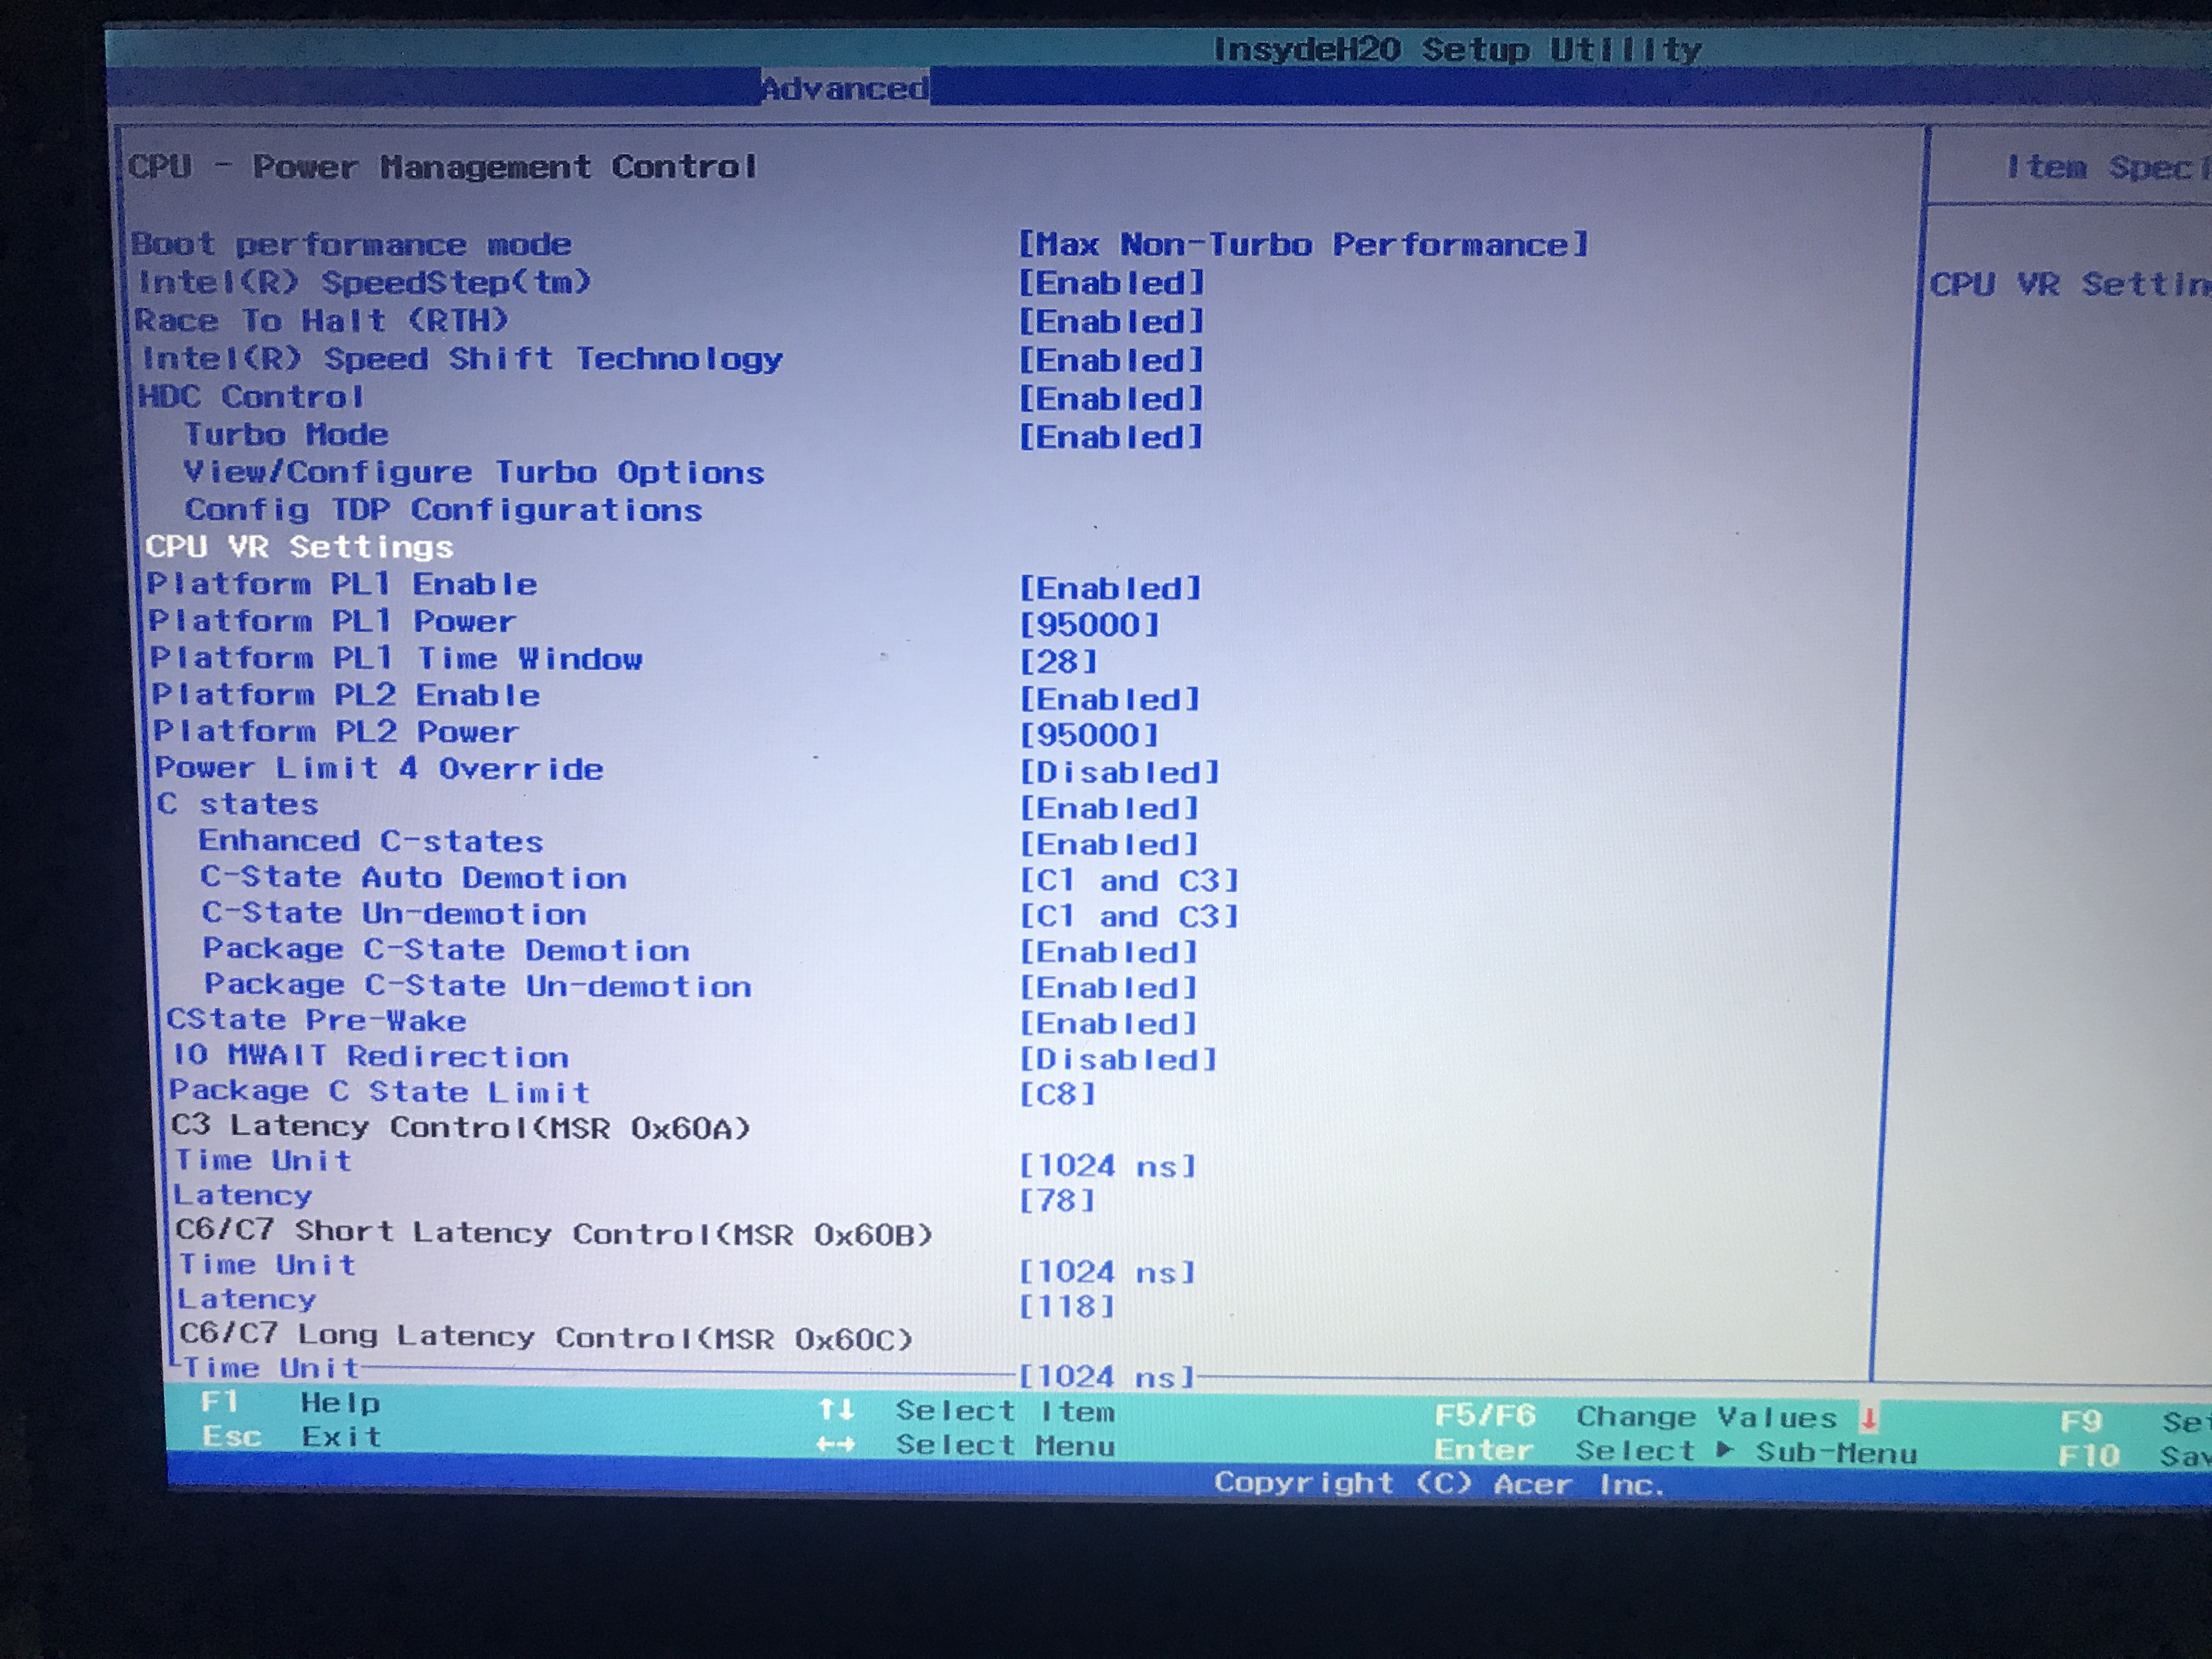 InsydeH20 Setup Utility
Advanced
CPU - Power Management Control
Item Speci
Boot performance mode [Max Non-Turbo Performance]
Intel(R) SpeedStep(tm) [Enabled]
CPU VR Settin
Race To Halt (RTH) [Enabled]
Intel(R) Speed Shift Technology [Enabled]
HDC Control [Enabled]
Turbo Mode [Enabled]
View/Configure Turbo Options
Config TDP Configurations
CPU VR Settings
Platform PL1 Enable [Enabled]
Platform PL1 Power [95000]
Platform PL1 Time Window [28]
Platform PL2 Enable [Enabled]
Platform PL2 Power [95000]
Power Limit 4 Override [Disabled]
C states [Enabled]
Enhanced C-states [Enabled]
C-State Auto Demotion [C1 and C3]
C-State Un-demotion [C1 and C3]
Package C-State Demotion [Enabled]
Package C-State Un-demotion [Enabled]
CState Pre-Wake [Enabled]
IO MWAIT Redirection [Disabled]
Package C State Limit [C8]
C3 Latency Control(MSR 0x60A)
Time Unit [1024 ns]
Latency [78]
C6/C7 Short Latency Control(MSR 0x60B)
Time Unit [1024 ns]
Latency [118]
C6/C7 Long Latency Control(MSR 0x60C)
Time Unit [1024 ns]
F1 Help ↑↓ Select Item F5/F6 Change Values ↓ F9 Set
Esc Exit ←→ Select Menu Enter Select ► Sub-Menu F10 Sav
Copyright (C) Acer Inc.